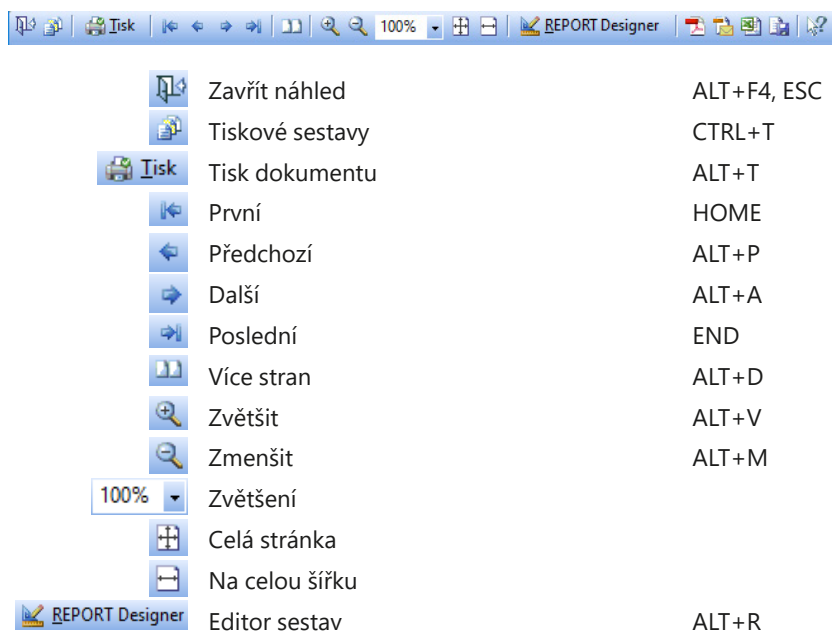 Tisk 100% REPORT Designer
Zavřít náhled ALT+F4, ESC
Tiskové sestavy CTRL+T
Tisk Tisk dokumentu ALT+T
První HOME
Předchozí ALT+P
Další ALT+A
Poslední END
Více stran ALT+D
Zvětšit ALT+V
Zmenšit ALT+M
100% Zvětšení
Celá stránka
Na celou šířku
REPORT Designer Editor sestav ALT+R